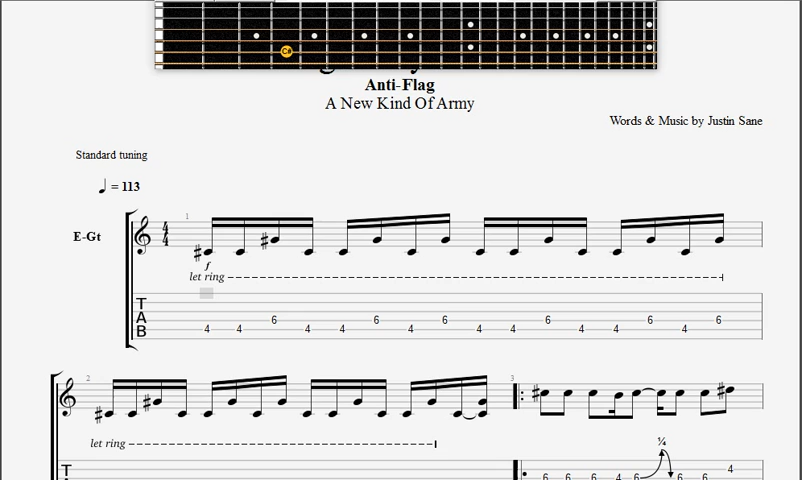 C#
Anti-Flag
A New Kind Of Army
Words & Music by Justin Sane
Standard tuning
= 113
1
E-Gt
4
4
f
let ring
T
A
B
4 4 6 4 4 6 4 6 4 4 6 4 4 6 4 6
2
3
let ring
¼
T
6 6 6 4 6 6 6 4